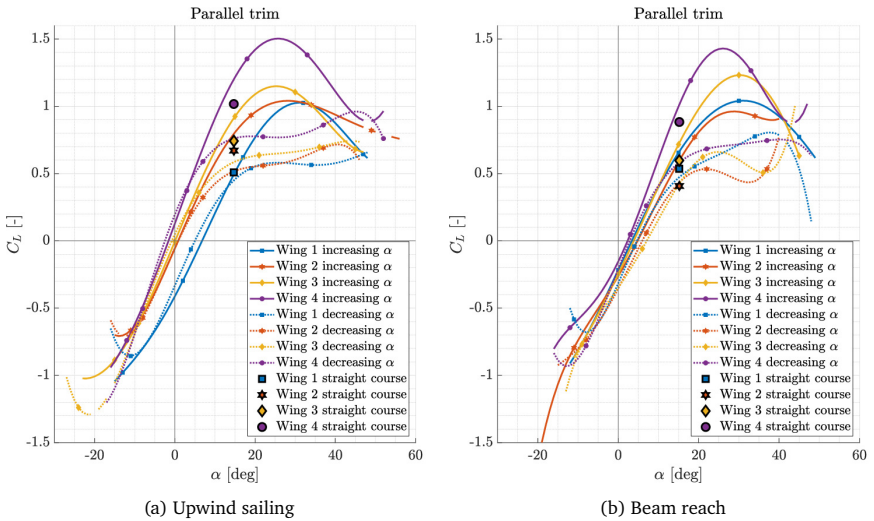 Parallel trim
1.5
1
0.5
0
-0.5
-1
-1.5
C_L [-]
-20 0 20 40 60
α [deg]
Wing 1 increasing α
Wing 2 increasing α
Wing 3 increasing α
Wing 4 increasing α
Wing 1 decreasing α
Wing 2 decreasing α
Wing 3 decreasing α
Wing 4 decreasing α
Wing 1 straight course
Wing 2 straight course
Wing 3 straight course
Wing 4 straight course
(a) Upwind sailing
Parallel trim
1.5
1
0.5
0
-0.5
-1
-1.5
C_L [-]
-20 0 20 40 60
α [deg]
Wing 1 increasing α
Wing 2 increasing α
Wing 3 increasing α
Wing 4 increasing α
Wing 1 decreasing α
Wing 2 decreasing α
Wing 3 decreasing α
Wing 4 decreasing α
Wing 1 straight course
Wing 2 straight course
Wing 3 straight course
Wing 4 straight course
(b) Beam reach